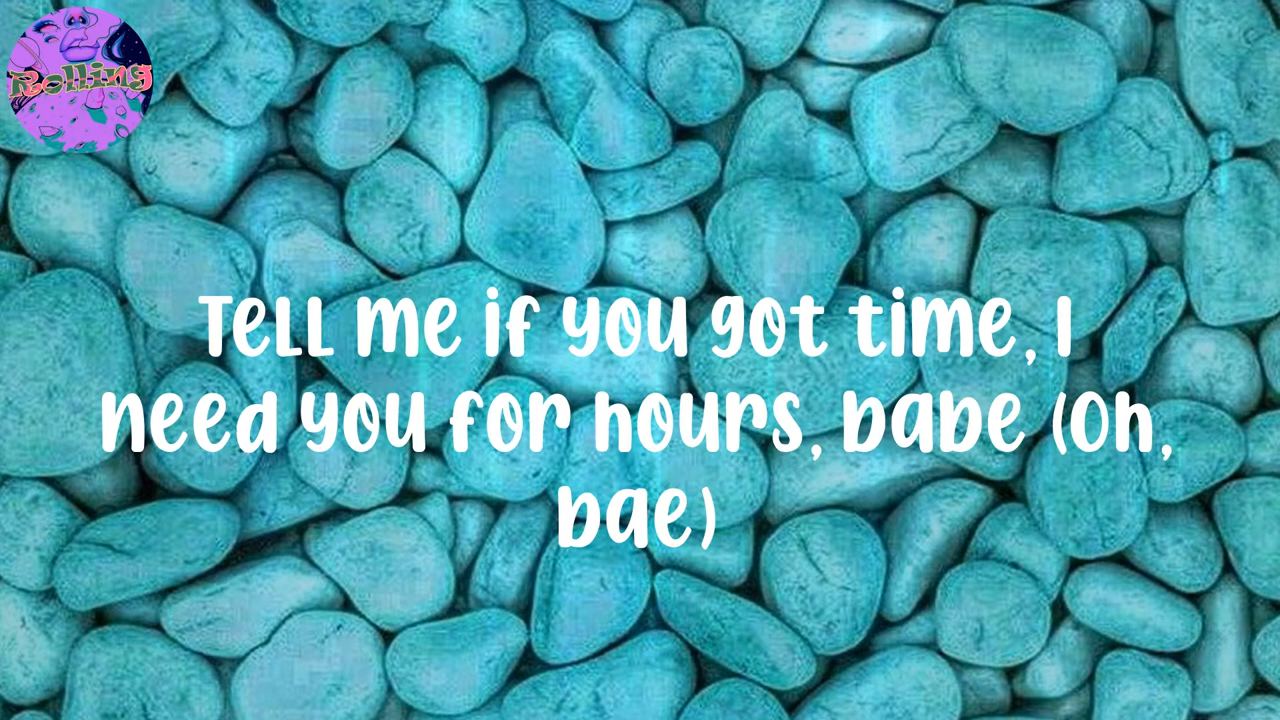 Rolling
Tell me if you got time, I
need you for hours, babe (Oh,
bae)